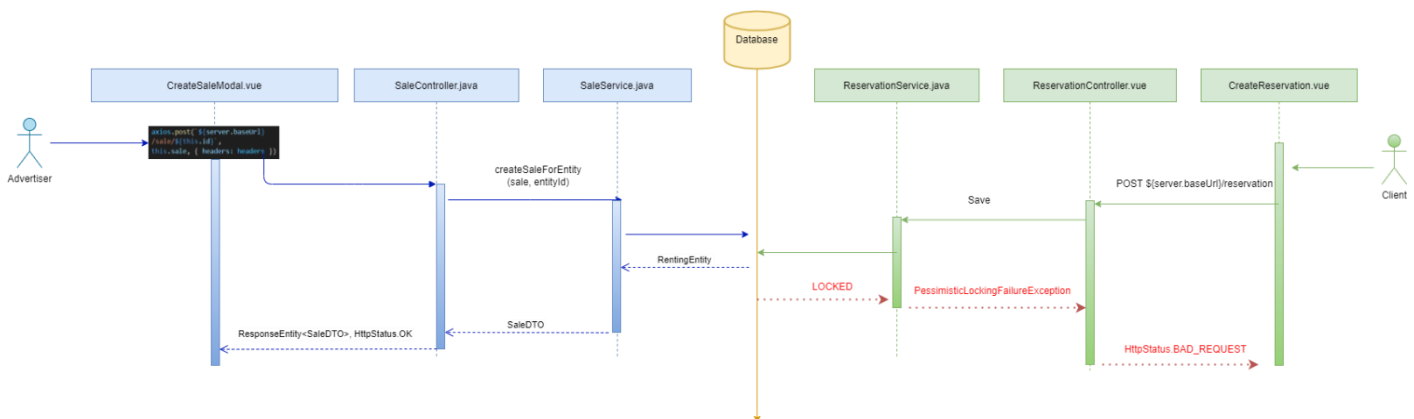 Database
CreateSaleModal.vue
SaleController.java
SaleService.java
ReservationService.java
ReservationController.vue
CreateReservation.vue
axios.post(`${server.baseUrl}
/sale/${this.id}`,
this.sale, { headers: headers })
Advertiser
createSaleForEntity
(sale, entityId)
POST ${server.baseUrl}/reservation
Client
Save
RentingEntity
LOCKED
PessimisticLockingFailureException
SaleDTO
ResponseEntity<SaleDTO>, HttpStatus.OK
HttpStatus.BAD_REQUEST